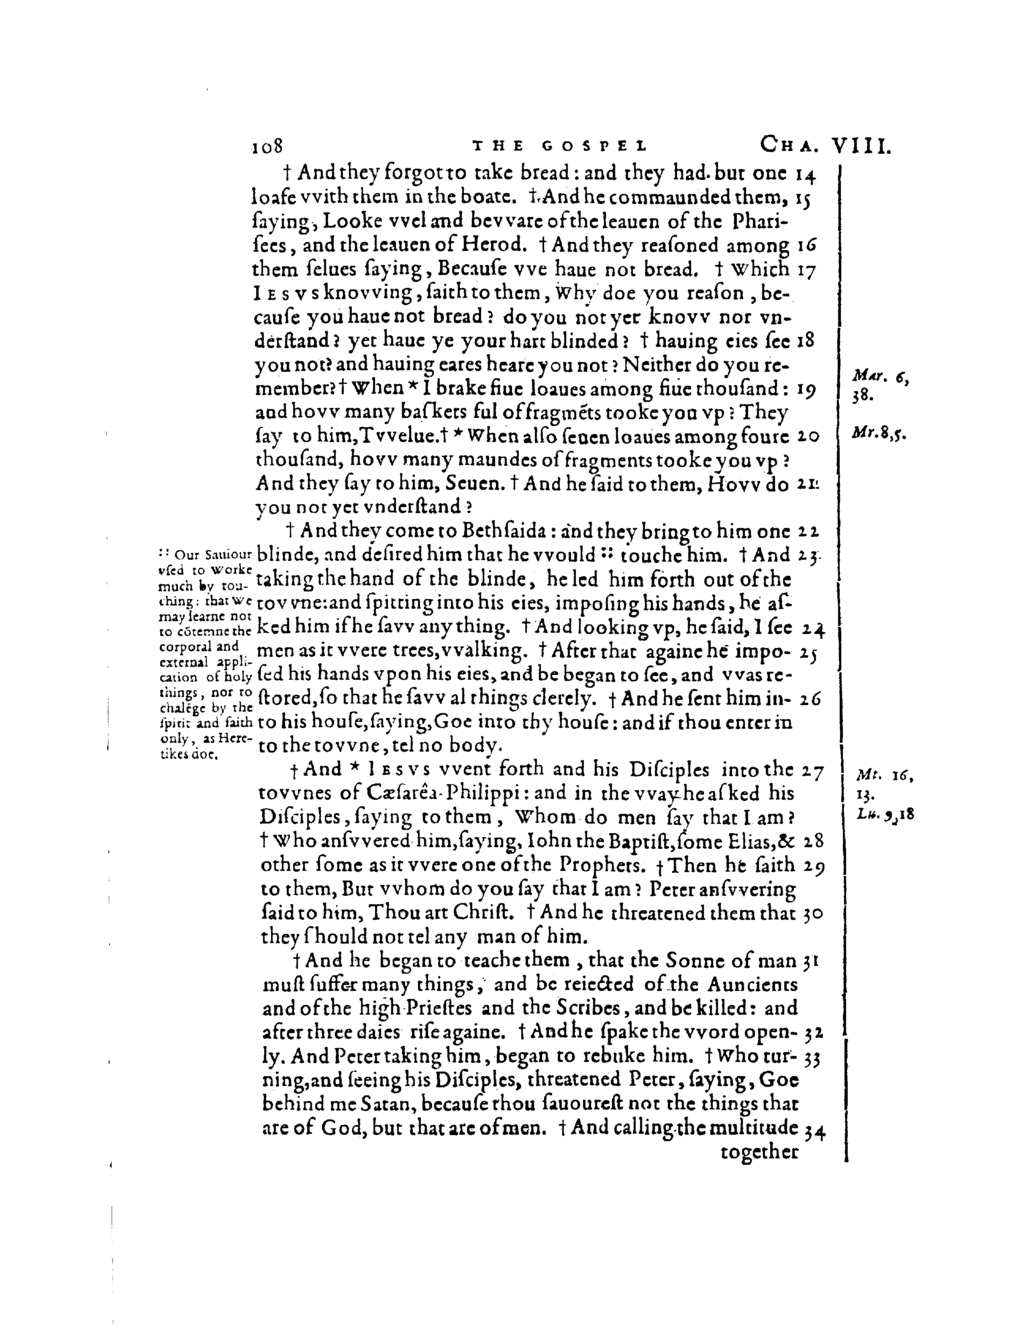 108 THE GOSPEL CHA. VIII.
† And they forgot to take bread : and they had but one 14
loafe vvith them in the boate. † And he commaunded them, 15
ſaying, Looke vvel and bevvare of the leauen of the Phari-
ſees, and the leauen of Herod. † And they reaſoned among 16
them ſelues ſaying, Becauſe vve haue not bread. † Which 17
IESVS knovving, ſaith to them, Why doe you reaſon, be-
cauſe you haue not bread? do you not yet knovv nor vn-
derſtand? yet haue ye your hart blinded? † hauing eies ſee 18
you not? and hauing eares heare you not? Neither do you re-
member? † When * I brake fiue loaues among fiue thouſand: 19
and hovv many baſkets ful of fragmẽts tooke you vp? They
ſay to him, Tvvelue. † * When alſo ſeuen loaues among foure 20
thouſand, hovv many maundes of fragments tooke you vp?
And they ſay to him, Seuen. † And he ſaid to them, Hovv do 21
you not yet vnderſtand?
† And they come to Bethſaida : and they bring to him one 22
blinde, and deſired him that he vvould :: touche him. † And 23
taking the hand of the blinde, he led him forth out of the
tovvne: and ſpitting into his eies, impoſing his hands, he aſ-
ked him if he ſavv any thing. † And looking vp, he ſaid, I ſee 24
men as it vvere trees, vvalking. † After that againe he impo- 25
ſed his hands vpon his eies, and he began to ſee, and vvas re-
ſtored, ſo that he ſavv al things clerely. † And he ſent him in- 26
to his houſe, ſaying, Goe into thy houſe : and if thou enter in
to the tovvne, tel no body.
† And * IESVS vvent forth and his Diſciples into the 27
tovvnes of Cæſarêa-Philippi : and in the vvay he aſked his
Diſciples, ſaying to them, Whom do men ſay that I am?
† Who anſvvered him, ſaying, Iohn the Baptiſt, ſome Elias, & 28
other ſome as it vvere one of the Prophets. † Then he ſaith 29
to them, But vvhom do you ſay that I am? Peter anſvvering
ſaid to him, Thou art Chriſt. † And he threatened them that 30
they ſhould not tel any man of him.
† And he began to teache them, that the Sonne of man 31
muſt ſuffer many things, and be reiected of the Auncients
and of the high Prieſtes and the Scribes, and be killed: and
after three daies riſe againe. † And he ſpake the vvord open- 32
ly. And Peter taking him, began to rebuke him. † Who tur- 33
ning, and ſeeing his Diſciples, threatened Peter, ſaying, Goe
behind me Satan, becauſe thou ſauoureſt not the things that
are of God, but that are of men. † And calling the multitude 34
together
:: Our Sauiour
vſed to worke
much by tou-
ching: that we
may learne not
to cõtemne the
corporal and
external appli-
cation of holy
things, nor to
chalẽge by the
ſpirit and faith
only, as Here-
tikes doe.
Mar. 6,
38.
Mr. 8, 5.
Mt. 16,
13.
Lu. 9, 18